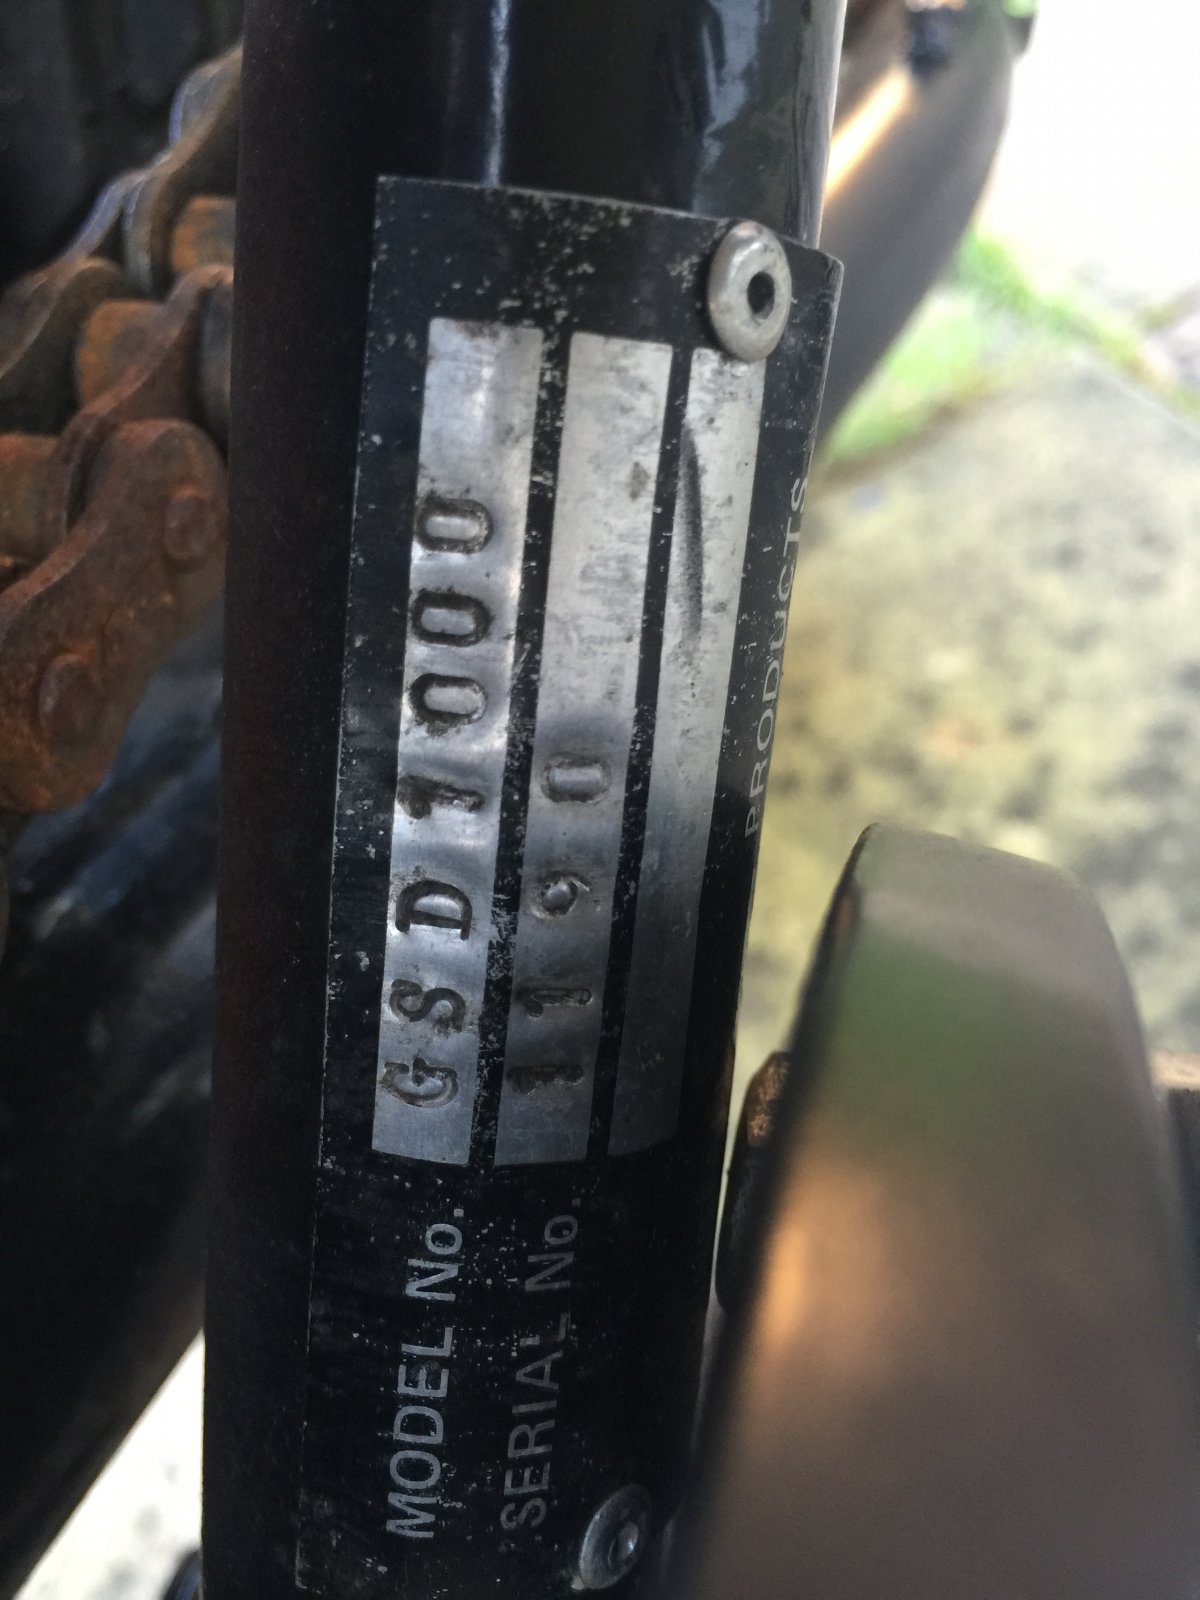 MODEL No. GSD1000
SERIAL No. 1190
PRODUCTS